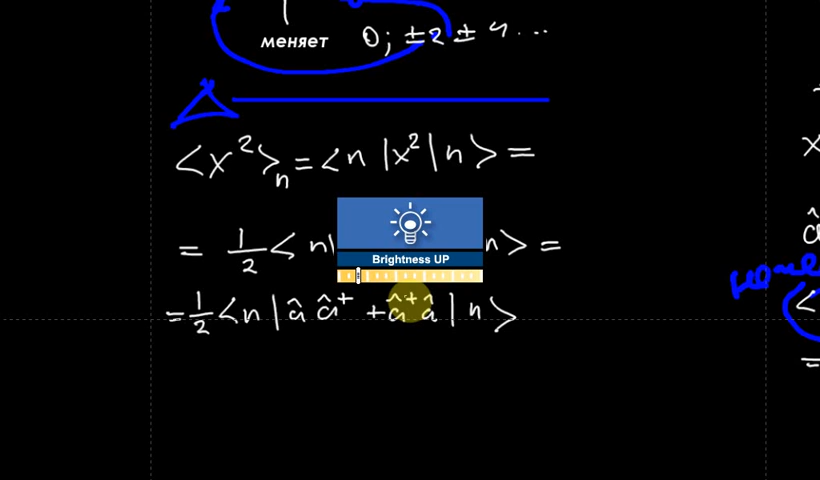 меняет 0; ±2 ± 4 ...
⟨x²⟩ₙ = ⟨n |x²| n⟩ =
= 1/2 ⟨ n| n⟩ =
Brightness UP
= 1/2 ⟨n | â â⁺ + â⁺ â | n⟩